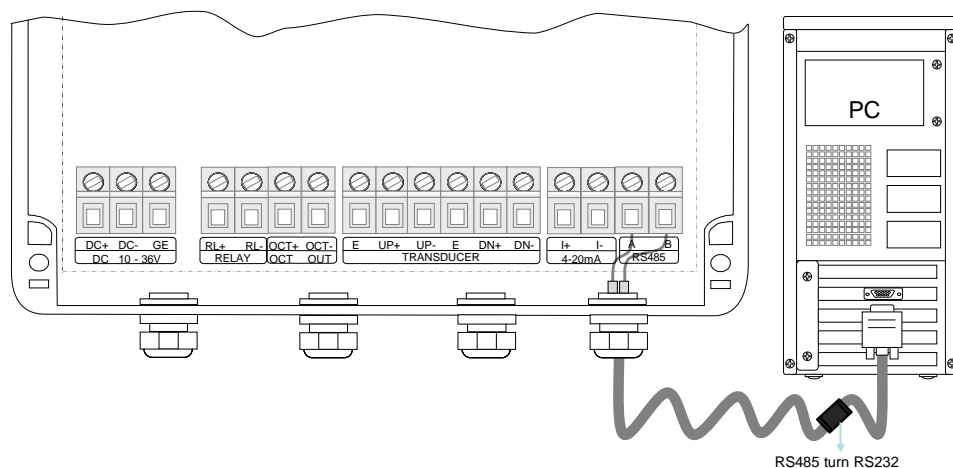 PC
DC+ DC- GE
DC 10 - 36V
RL+ RL-
RELAY
OCT+ OCT-
OCT OUT
E UP+ UP- E DN+ DN-
TRANSDUCER
I+ I-
4-20mA
A B
RS485
RS485 turn RS232